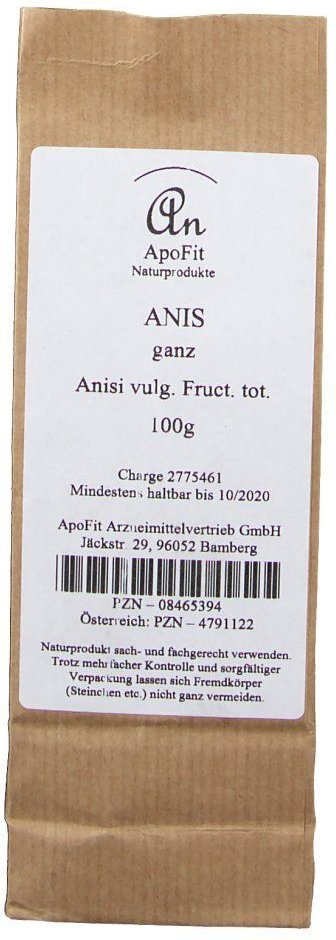 An
ApoFit
Naturprodukte
ANIS
ganz
Anisi vulg. Fruct. tot.
100g
Charge 2775461
Mindestens haltbar bis 10/2020
ApoFit Arzneimittelvertrieb GmbH
Jäckstr. 29, 96052 Bamberg
PZN – 08465394
Österreich: PZN – 4791122
Naturprodukt sach- und fachgerecht verwenden.
Trotz mehrfacher Kontrolle und sorgfältiger
Verpackung lassen sich Fremdkörper
(Steinchen etc.) nicht ganz vermeiden.